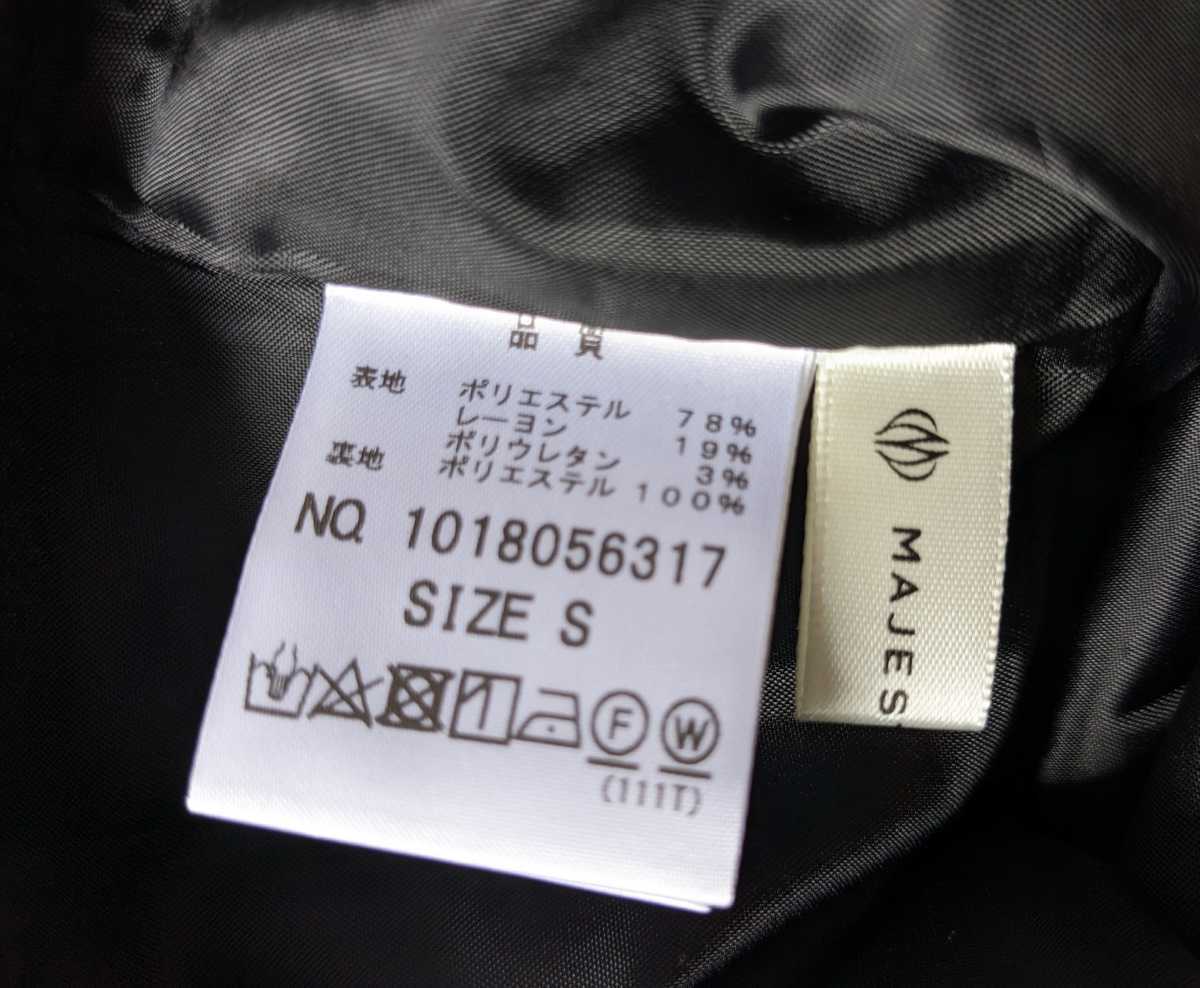 品質
表地 ポリエステル 78%
レーヨン 19%
ポリウレタン 3%
裏地 ポリエステル 100%
NO. 1018056317
SIZE S
F W
(111T)
MAJES